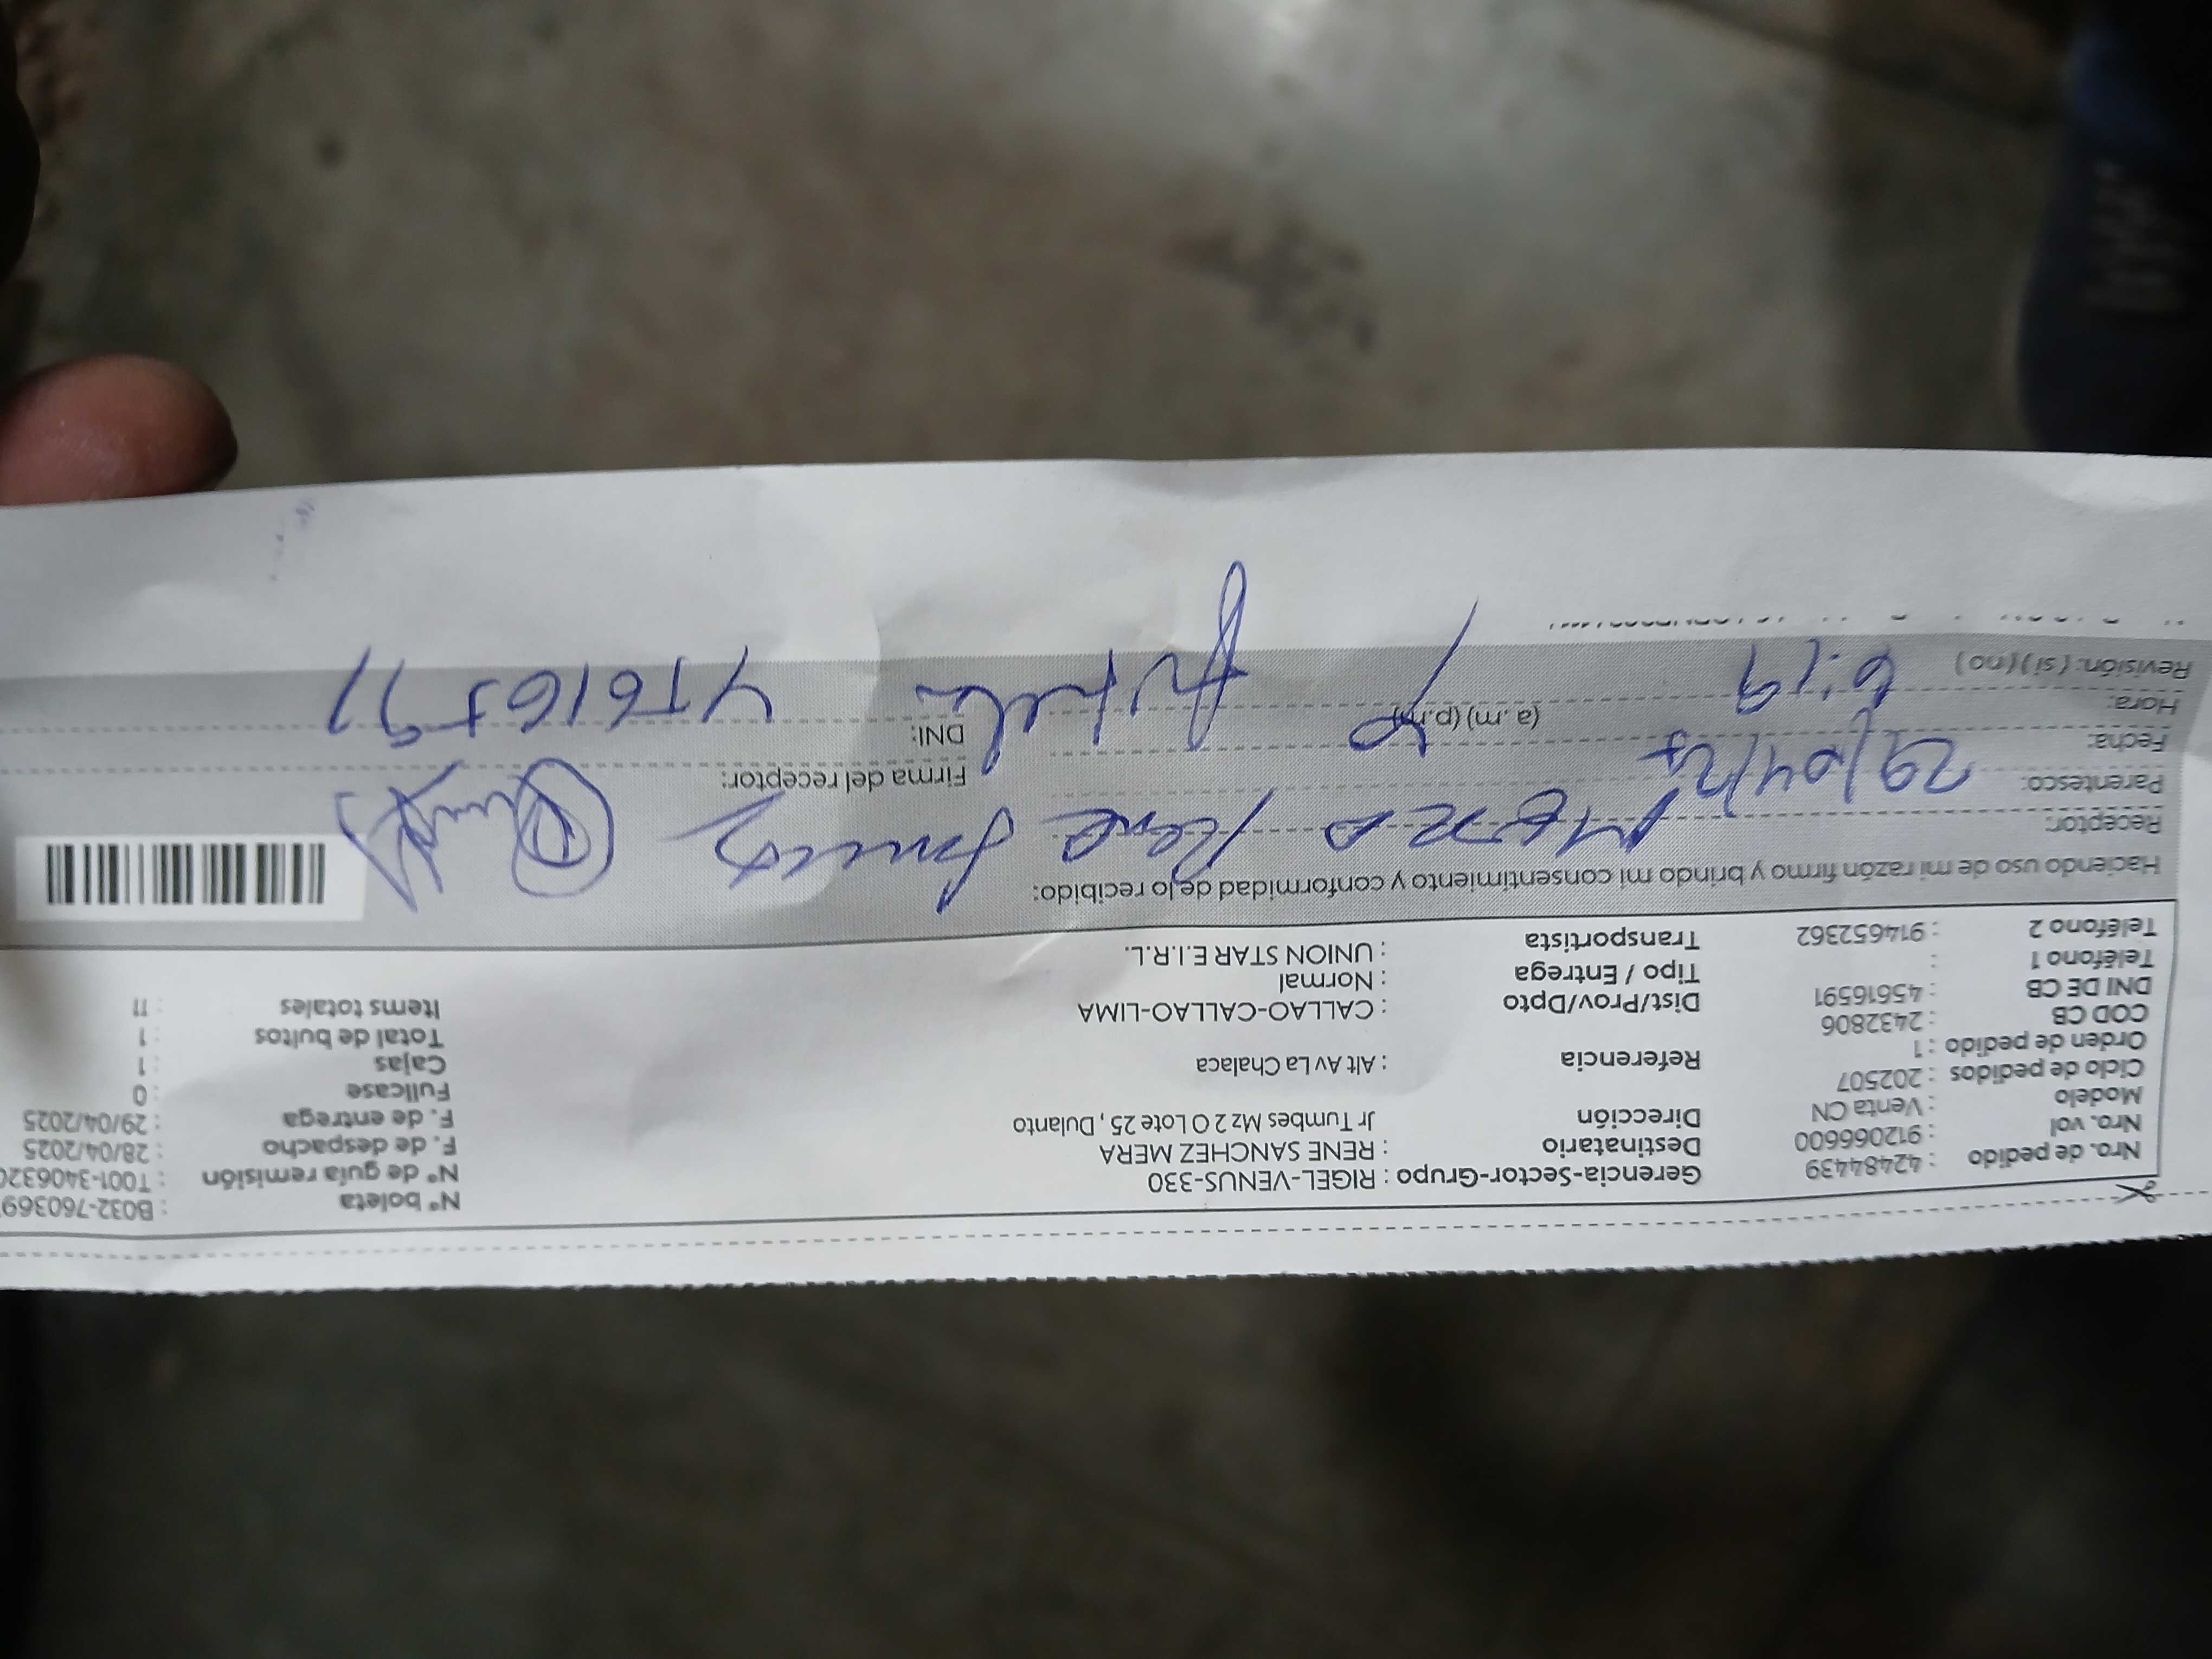 Nro. de pedido : 42484439
Nro. vol : 912066600
Modelo : Venta CN
Ciclo de pedidos : 202507
Orden de pedido : 1
COD CB : 2432806
DNI DE CB : 45616591
Teléfono 1 :
Teléfono 2 : 914652362
Gerencia-Sector-Grupo : RIGEL-VENUS-330
Destinatario : RENE SANCHEZ MERA
Dirección Jr Tumbes Mz 2 O Lote 25 , Dulanto
Referencia : Alt Av La Chalaca
Dist/Prov/Dpto : CALLAO-CALLAO-LIMA
Tipo / Entrega : Normal
Transportista : UNION STAR E.I.R.L.
N° boleta : B032-760369
N° de guía remisión : T001-3406320
F. de despacho : 28/04/2025
F. de entrega : 29/04/2025
Fullcase : 0
Cajas : 1
Total de bultos : 1
Items totales : 11
Haciendo uso de mi razón firmo y brindo mi consentimiento y conformidad de lo recibido:
Receptor: Rene
Parentesco:
Firma del receptor:
Fecha: 29/04/25
DNI:
Hora: 6:19 (a.m) (p.m)
Revisión: ( si ) ( no )